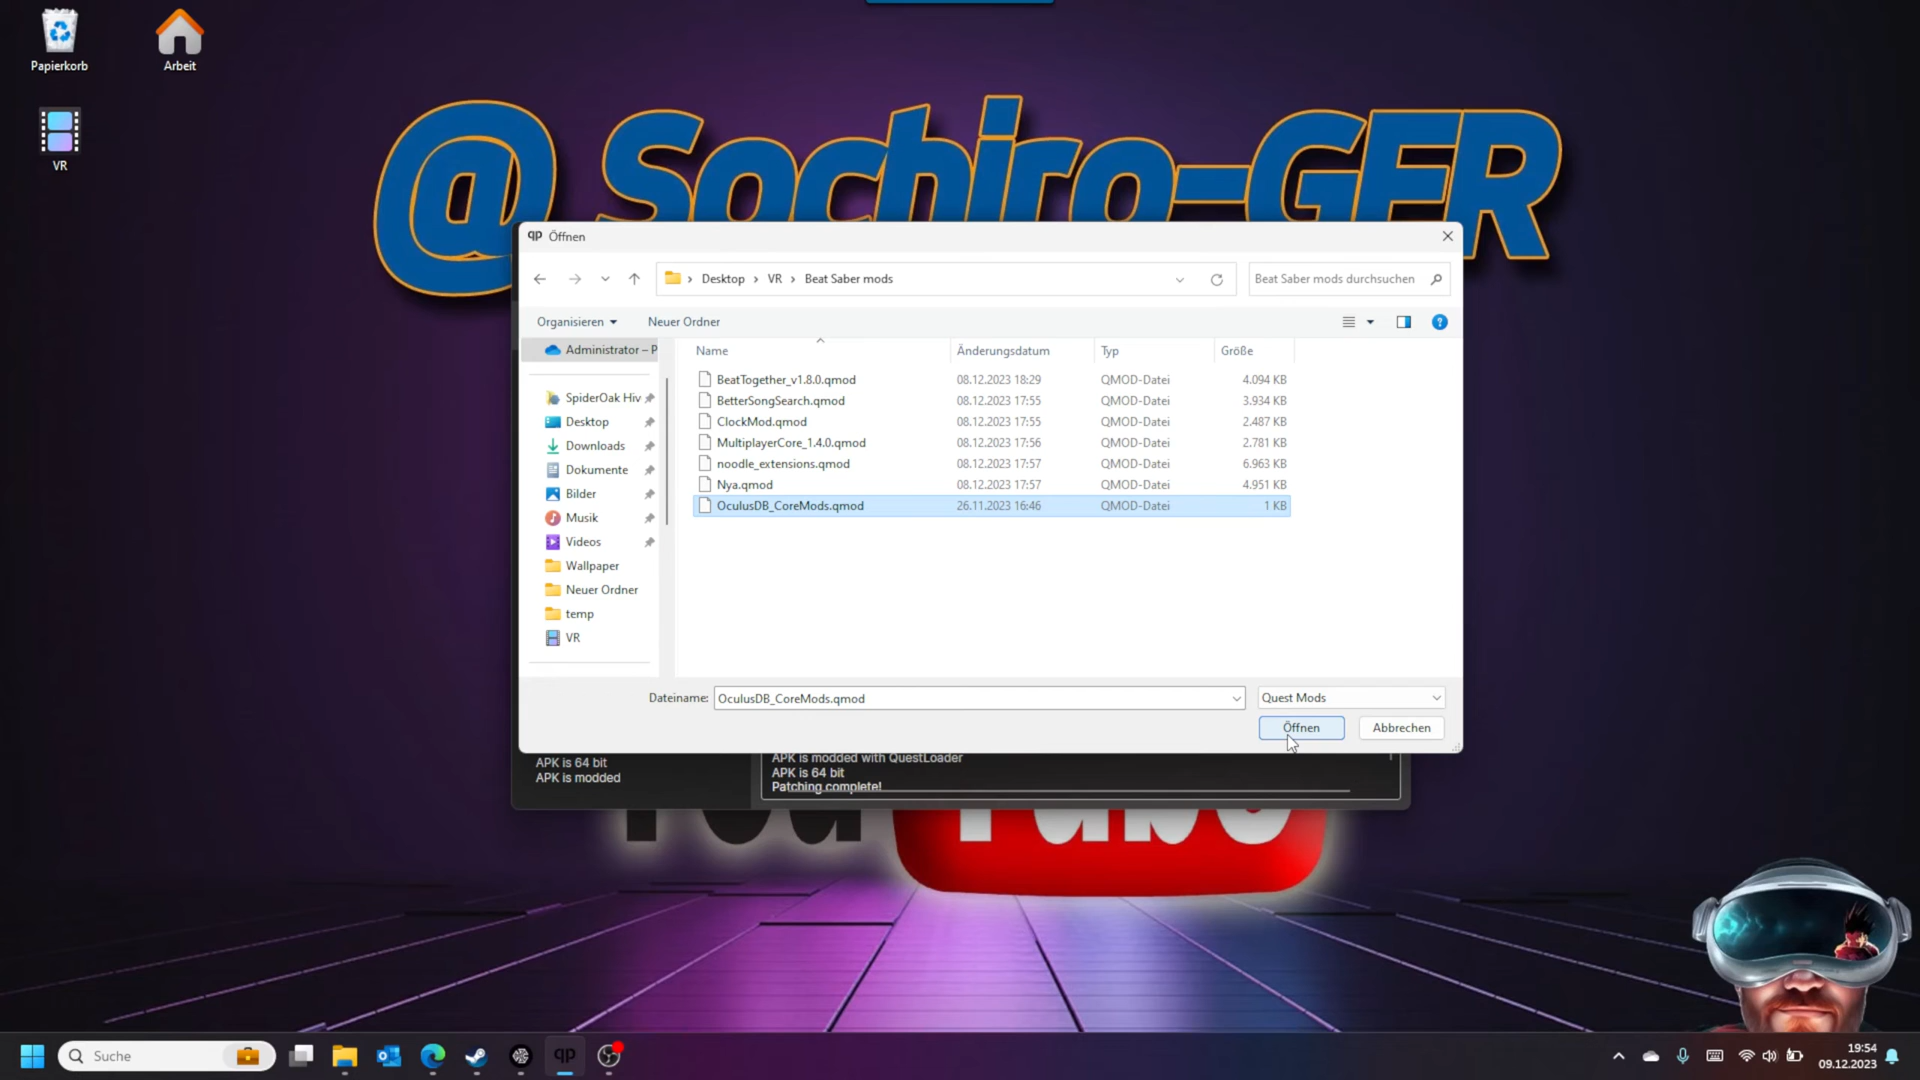 Papierkorb
Arbeit
VR
@ Sochiro-GER
qp Öffnen
Desktop > VR > Beat Saber mods
Beat Saber mods durchsuchen
Organisieren
Neuer Ordner
Administrator – P
Name
Änderungsdatum
Typ
Größe
BeatTogether_v1.8.0.qmod 08.12.2023 18:29 QMOD-Datei 4.094 KB
BetterSongSearch.qmod 08.12.2023 17:55 QMOD-Datei 3.934 KB
ClockMod.qmod 08.12.2023 17:55 QMOD-Datei 2.487 KB
MultiplayerCore_1.4.0.qmod 08.12.2023 17:56 QMOD-Datei 2.781 KB
noodle_extensions.qmod 08.12.2023 17:57 QMOD-Datei 6.963 KB
Nya.qmod 08.12.2023 17:57 QMOD-Datei 4.951 KB
OculusDB_CoreMods.qmod 26.11.2023 16:46 QMOD-Datei 1 KB
SpiderOak Hiv
Desktop
Downloads
Dokumente
Bilder
Musik
Videos
Wallpaper
Neuer Ordner
temp
VR
Dateiname: OculusDB_CoreMods.qmod
Quest Mods
Öffnen
Abbrechen
APK is 64 bit
APK is modded
APK is modded with QuestLoader
APK is 64 bit
Patching complete!
YouTube
Suche
qp
19:54
09.12.2023